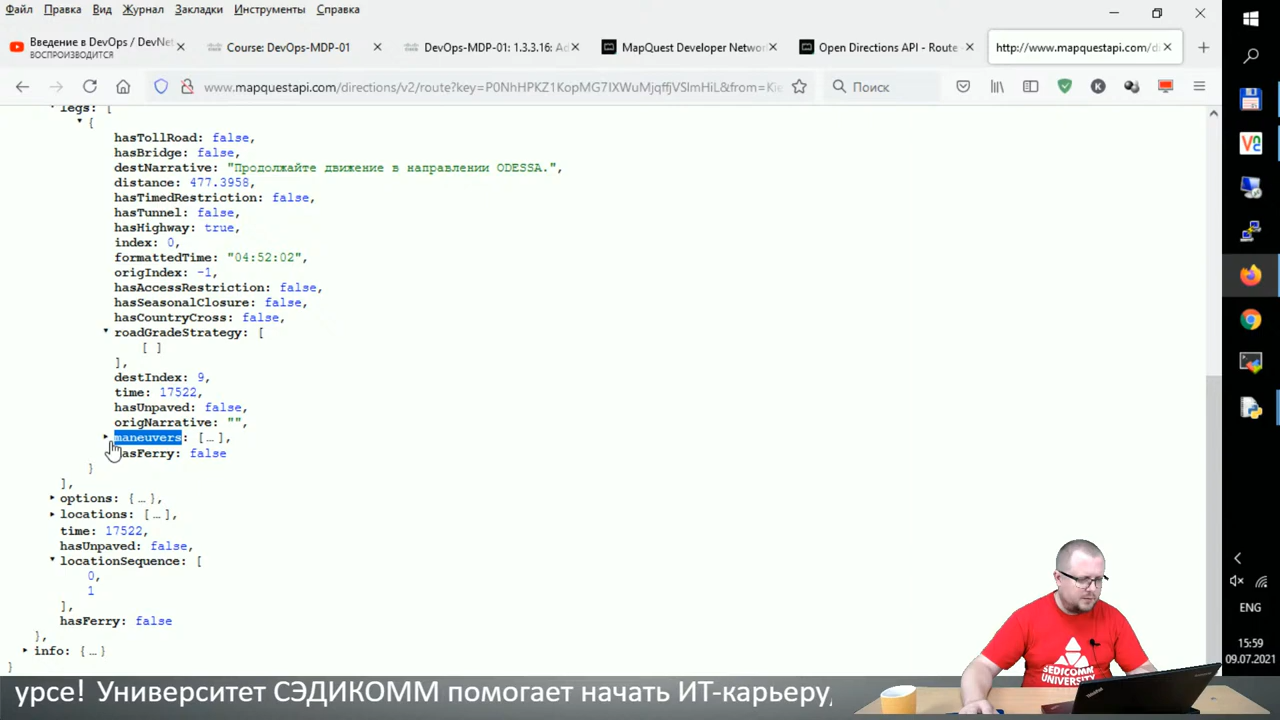 Файл Правка Вид Журнал Закладки Инструменты Справка
Введение в DevOps / DevNet
ВОСПРОИЗВОДИТСЯ
Course: DevOps-MDP-01
DevOps-MDP-01: 1.3.3.16: Ad
MapQuest Developer Networ
Open Directions API - Route
http://www.mapquestapi.com/d
www.mapquestapi.com/directions/v2/route?key=
Поиск
legs: [
{
hasTollRoad: false,
hasBridge: false,
destNarrative: "Продолжайте движение в направлении ODESSA.",
distance: 477.3958,
hasTimedRestriction: false,
hasTunnel: false,
hasHighway: true,
index: 0,
formattedTime: "04:52:02",
origIndex: -1,
hasAccessRestriction: false,
hasSeasonalClosure: false,
hasCountryCross: false,
roadGradeStrategy: [
[ ]
],
destIndex: 9,
time: 17522,
hasUnpaved: false,
origNarrative: "",
maneuvers: […],
hasFerry: false
}
],
options: {…},
locations: […],
time: 17522,
hasUnpaved: false,
locationSequence: [
0,
1
],
hasFerry: false
},
info: {…}
}
ENG
15:59
09.07.2021
SEDICOMM
UNIVERSITY
урсе! Университет СЭДИКОММ помогает начать ИТ-карьеру,